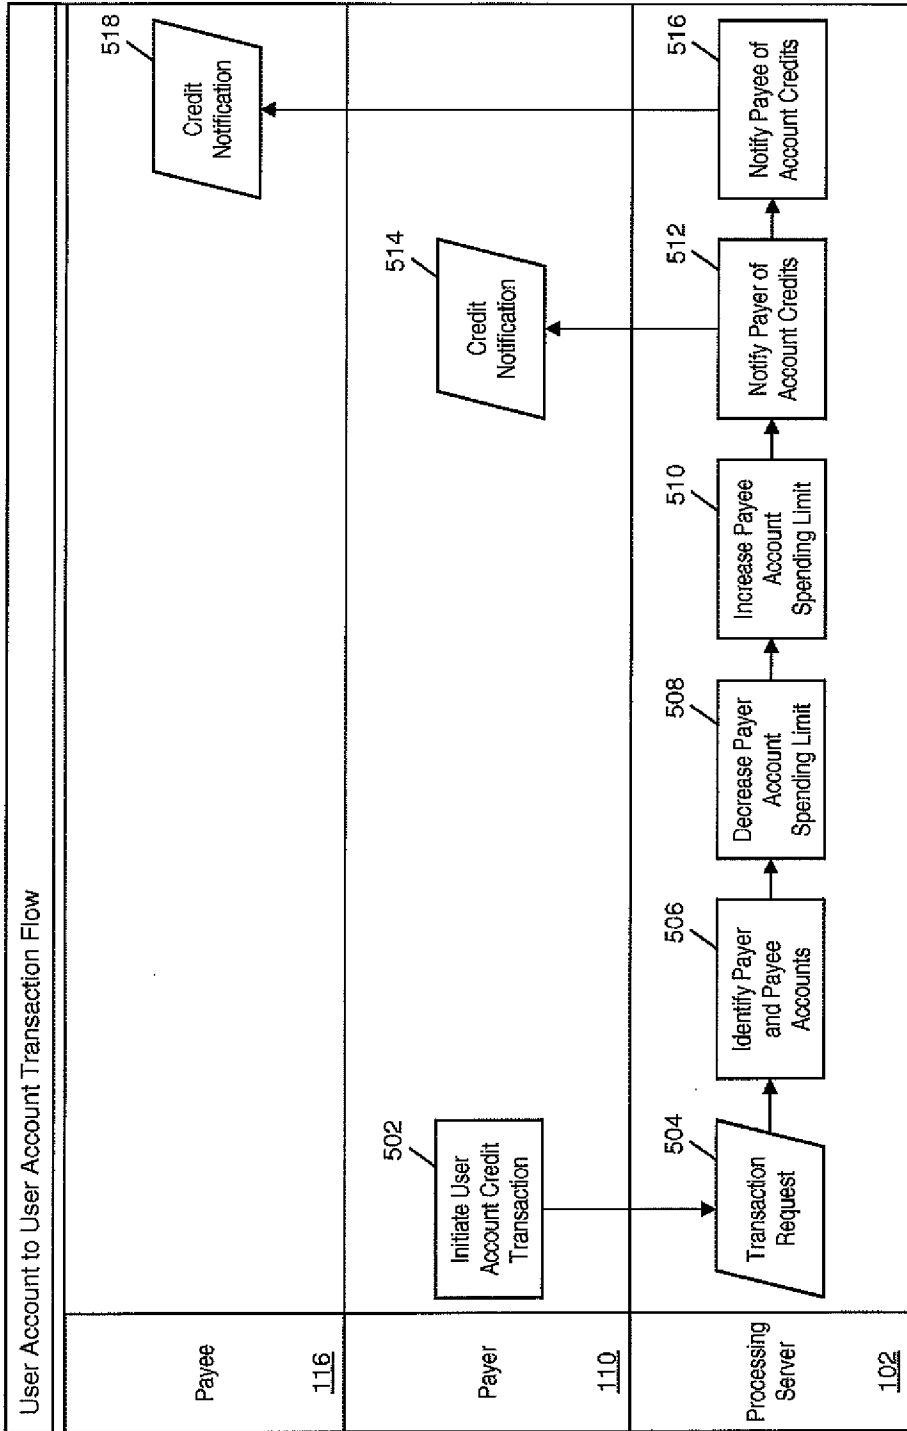 User Account to User Account Transaction Flow
Payee
116
518
Credit
Notification
Payer
110
502
Initiate User
Account Credit
Transaction
514
Credit
Notification
Processing
Server
102
504
Transaction
Request
506
Identify Payer
and Payee
Accounts
508
Decrease Payer
Account
Spending Limit
510
Increase Payee
Account
Spending Limit
512
Notify Payer of
Account Credits
516
Notify Payee of
Account Credits